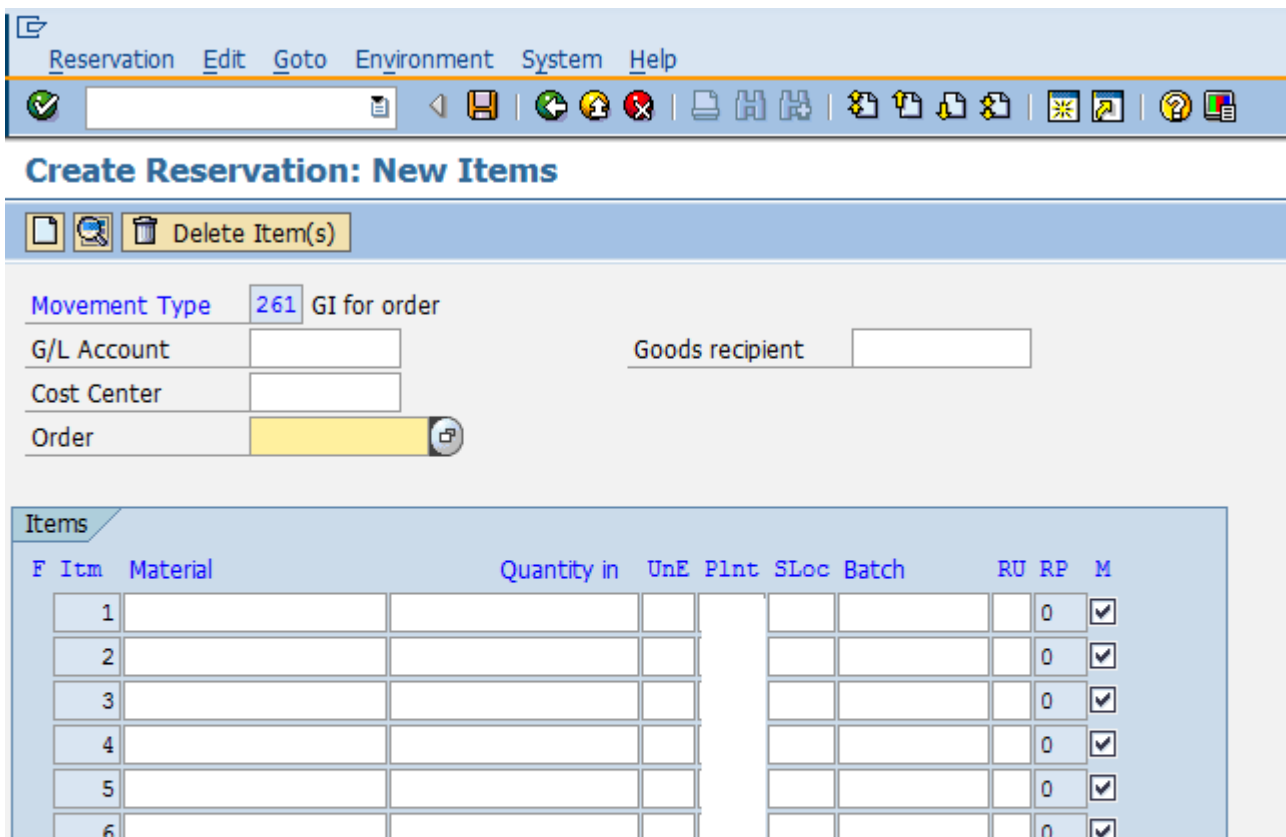 Reservation Edit Goto Environment System Help
Create Reservation: New Items
Delete Item(s)
Movement Type 261 GI for order
G/L Account Goods recipient
Cost Center
Order
Items
F Itm Material Quantity in UnE Plnt SLoc Batch RU RP M
1 0
2 0
3 0
4 0
5 0
6 0